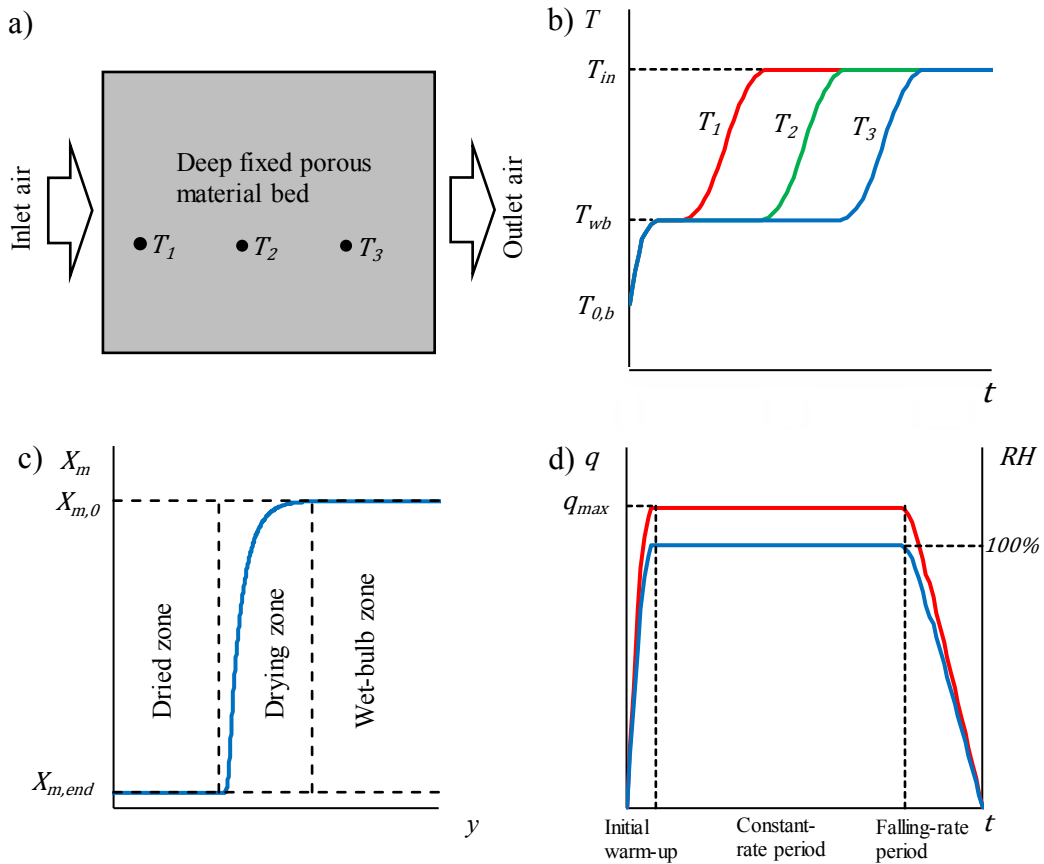 a)
Inlet air
Deep fixed porous
material bed
T1
T2
T3
Outlet air
b)
T
Tin
T1
T2
T3
Twb
T0,b
t
c)
Xm
Xm,0
Dried zone
Drying zone
Wet-bulb zone
Xm,end
y
d)
q
RH
qmax
100%
t
Initial
warm-up
Constant-
rate period
Falling-rate
period